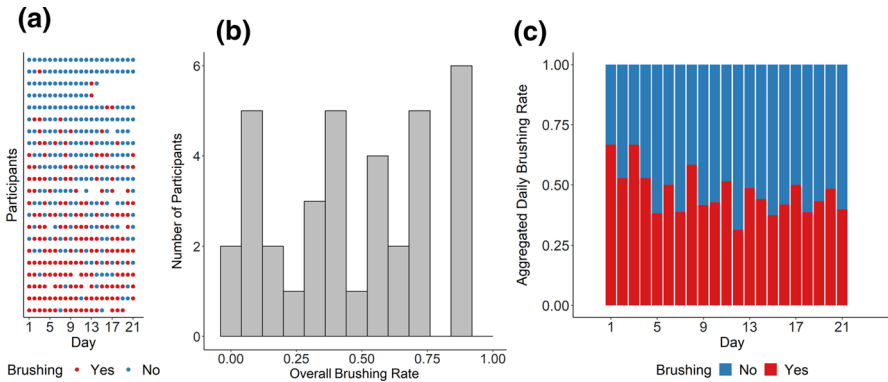 (a)
Participants
1 5 9 13 17 21
Day
Brushing Yes No
(b)
Number of Participants
6
4
2
0
0.00 0.25 0.50 0.75 1.00
Overall Brushing Rate
(c)
Aggregated Daily Brushing Rate
1.00
0.75
0.50
0.25
0.00
1 5 9 13 17 21
Day
Brushing No Yes